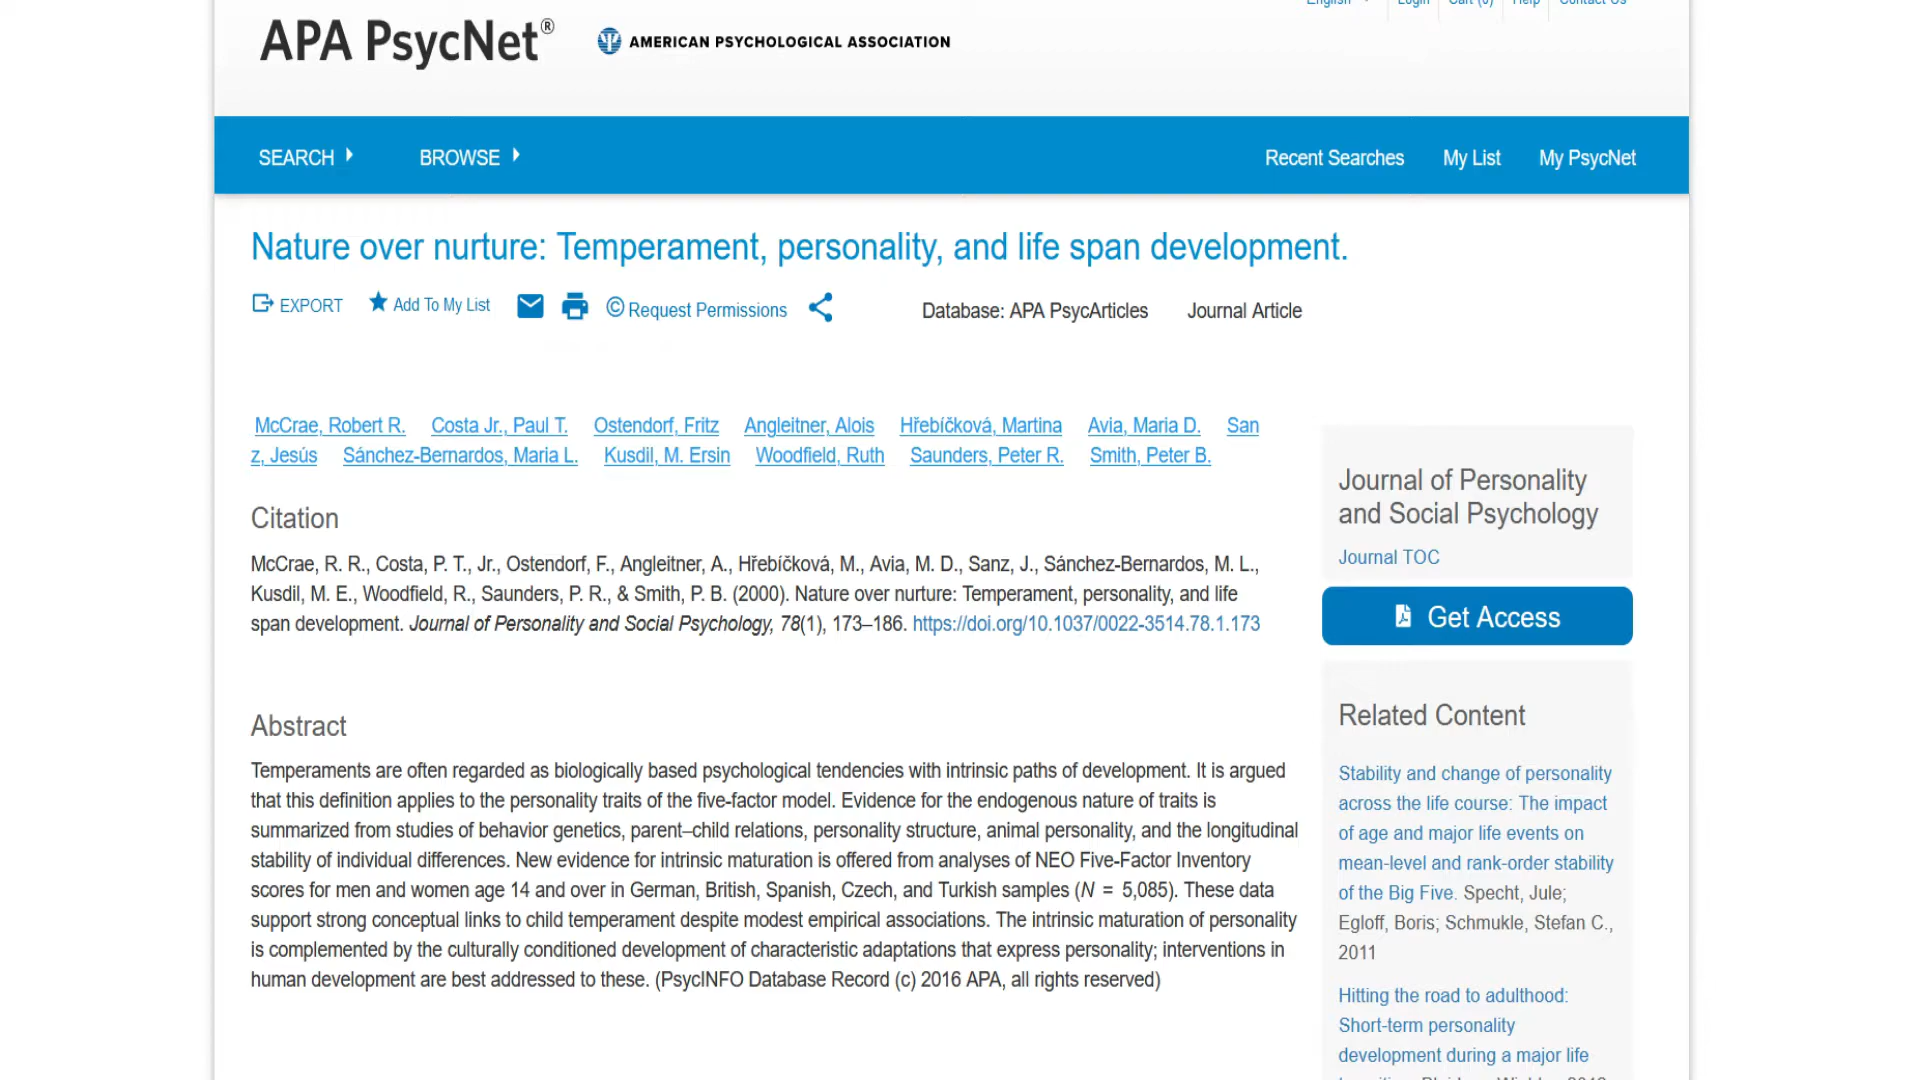 English Login Cart (0) Help Contact Us
APA PsycNet® AMERICAN PSYCHOLOGICAL ASSOCIATION
SEARCH BROWSE Recent Searches My List My PsycNet
Nature over nurture: Temperament, personality, and life span development.
EXPORT Add To My List © Request Permissions Database: APA PsycArticles Journal Article
McCrae, Robert R. Costa Jr., Paul T. Ostendorf, Fritz Angleitner, Alois Hřebíčková, Martina Avia, Maria D. San
z, Jesús Sánchez-Bernardos, Maria L. Kusdil, M. Ersin Woodfield, Ruth Saunders, Peter R. Smith, Peter B.
Citation
McCrae, R. R., Costa, P. T., Jr., Ostendorf, F., Angleitner, A., Hřebíčková, M., Avia, M. D., Sanz, J., Sánchez-Bernardos, M. L.,
Kusdil, M. E., Woodfield, R., Saunders, P. R., & Smith, P. B. (2000). Nature over nurture: Temperament, personality, and life
span development. Journal of Personality and Social Psychology, 78(1), 173–186. https://doi.org/10.1037/0022-3514.78.1.173
Abstract
Temperaments are often regarded as biologically based psychological tendencies with intrinsic paths of development. It is argued
that this definition applies to the personality traits of the five-factor model. Evidence for the endogenous nature of traits is
summarized from studies of behavior genetics, parent–child relations, personality structure, animal personality, and the longitudinal
stability of individual differences. New evidence for intrinsic maturation is offered from analyses of NEO Five-Factor Inventory
scores for men and women age 14 and over in German, British, Spanish, Czech, and Turkish samples (N = 5,085). These data
support strong conceptual links to child temperament despite modest empirical associations. The intrinsic maturation of personality
is complemented by the culturally conditioned development of characteristic adaptations that express personality; interventions in
human development are best addressed to these. (PsycINFO Database Record (c) 2016 APA, all rights reserved)
Journal of Personality
and Social Psychology
Journal TOC
Get Access
Related Content
Stability and change of personality
across the life course: The impact
of age and major life events on
mean-level and rank-order stability
of the Big Five. Specht, Jule;
Egloff, Boris; Schmukle, Stefan C.,
2011
Hitting the road to adulthood:
Short-term personality
development during a major life